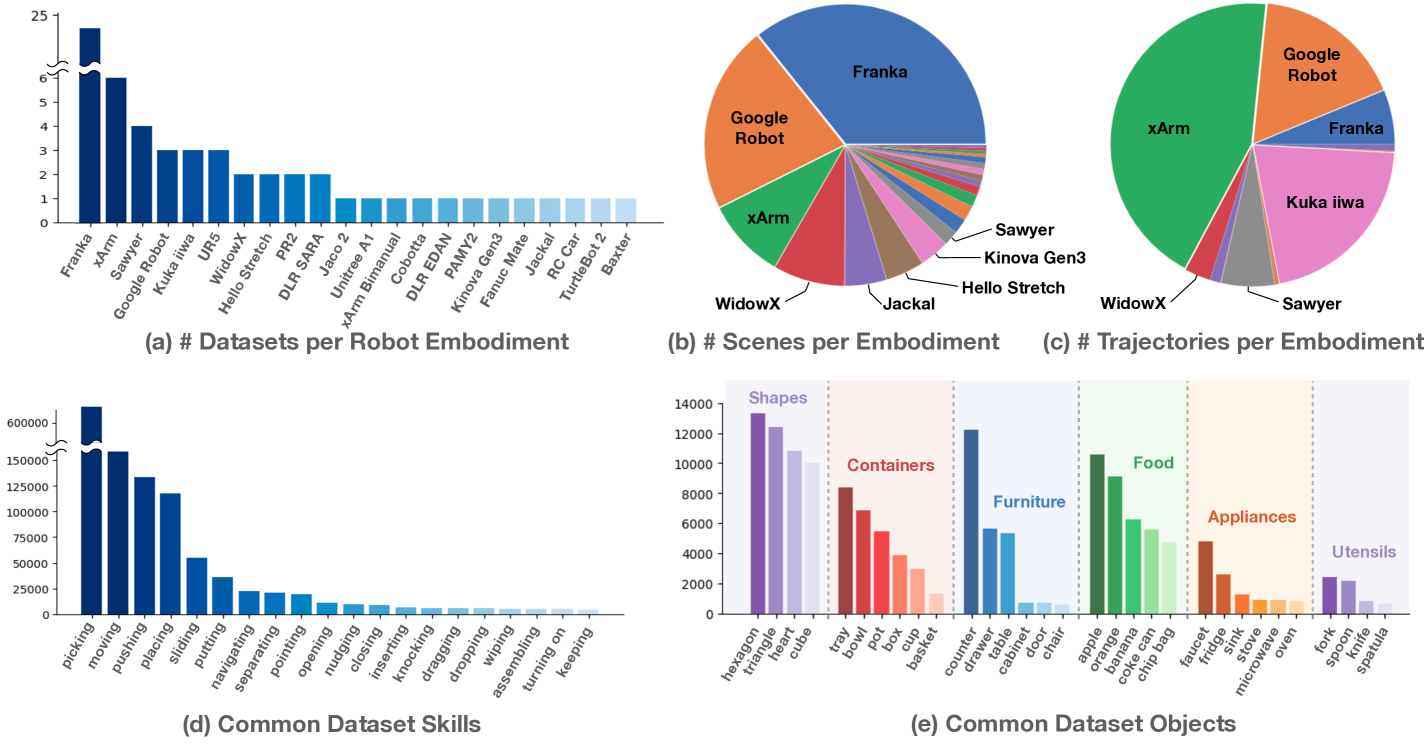 25
6
5
4
3
2
1
0
Franka
xArm
Sawyer
Google Robot
Kuka iiwa
UR5
WidowX
Hello Stretch
PR2
DLR SARA
Jaco 2
Unitree A1
xArm Bimanual
Cobotta
DLR EDAN
PAMY2
Kinova Gen3
Fanuc Mate
Jackal
RC Car
TurtleBot 2
Baxter
(a) # Datasets per Robot Embodiment
Franka
Google
Robot
xArm
WidowX
Jackal
Hello Stretch
Kinova Gen3
Sawyer
(b) # Scenes per Embodiment
Google
Robot
xArm
Franka
Kuka iiwa
WidowX
Sawyer
(c) # Trajectories per Embodiment
600000
150000
125000
100000
75000
50000
25000
0
picking
moving
pushing
placing
sliding
putting
navigating
separating
pointing
opening
nudging
closing
inserting
knocking
dragging
dropping
wiping
assembling
turning on
keeping
(d) Common Dataset Skills
14000
12000
10000
8000
6000
4000
2000
0
Shapes
Containers
Furniture
Food
Appliances
Utensils
hexagon
triangle
heart
cube
tray
bowl
pot
box
cup
basket
counter
drawer
table
cabinet
door
chair
apple
orange
banana
coke can
chip bag
faucet
fridge
sink
stove
microwave
oven
fork
spoon
knife
spatula
(e) Common Dataset Objects